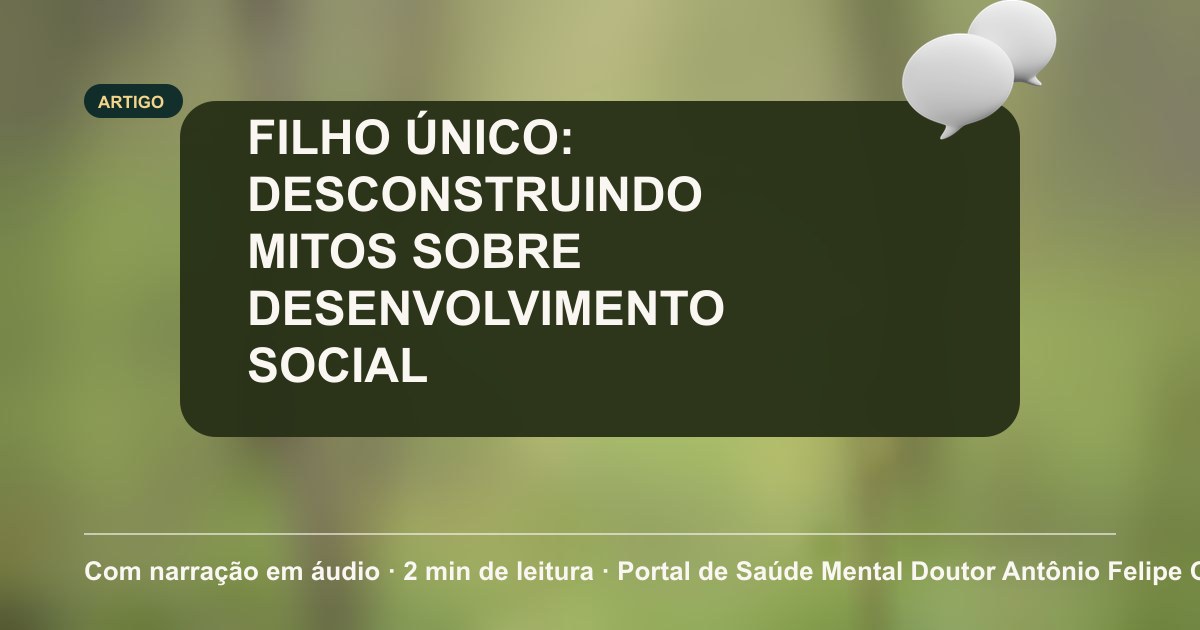 ARTIGO
FILHO ÚNICO:
DESCONSTRUINDO
MITOS SOBRE
DESENVOLVIMENTO
SOCIAL
Com narração em áudio · 2 min de leitura · Portal de Saúde Mental Doutor Antônio Felipe